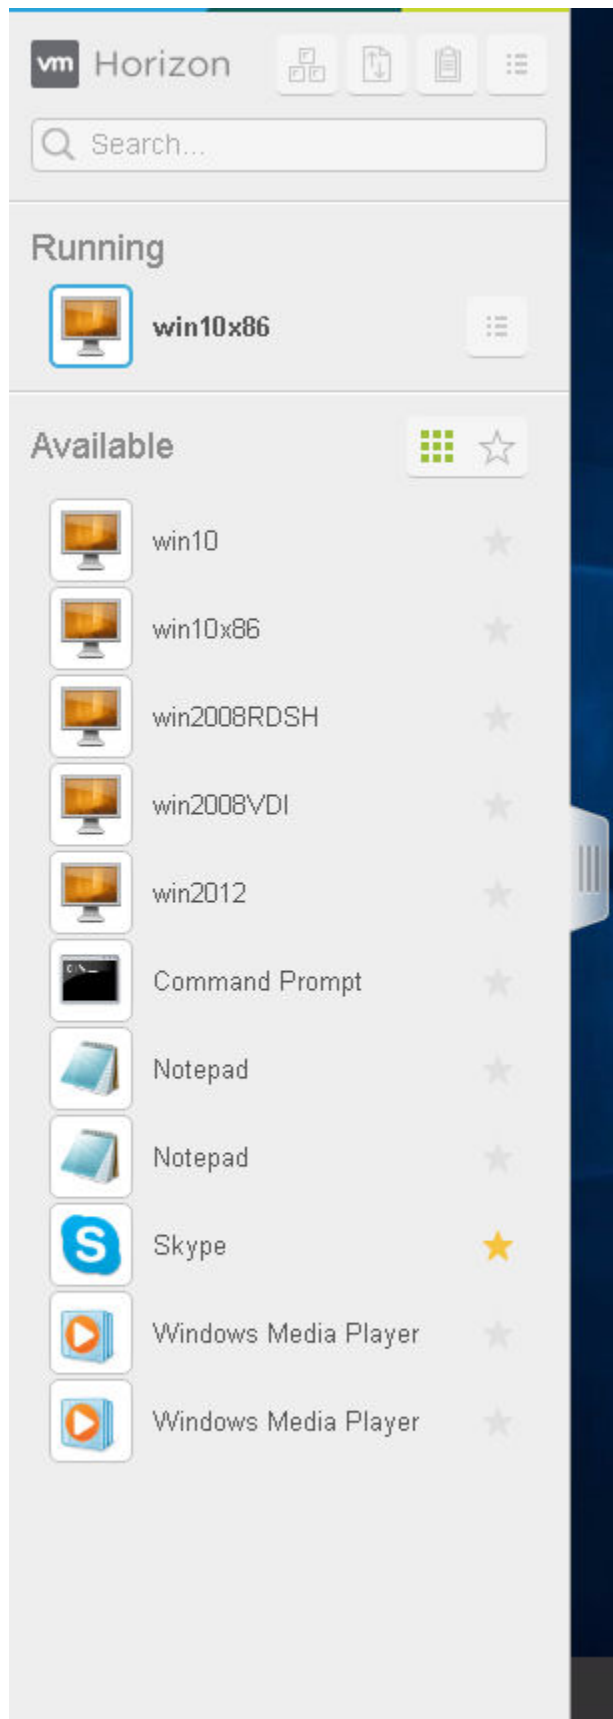 vm Horizon
Search...
Running
win10x86
Available
win10
win10x86
win2008RDSH
win2008VDI
win2012
C:\_
Command Prompt
Notepad
Notepad
S
Skype
Windows Media Player
Windows Media Player